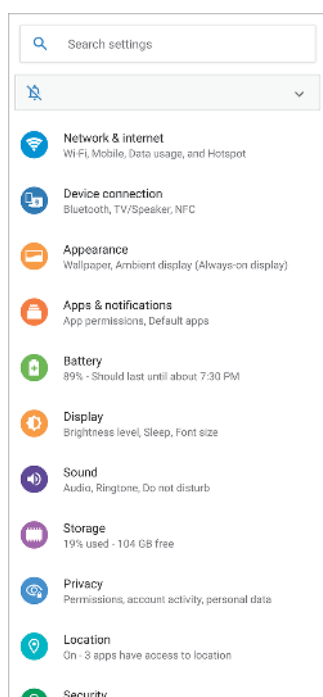 Search settings
Network & internet
Wi-Fi, Mobile, Data usage, and Hotspot
Device connection
Bluetooth, TV/Speaker, NFC
Appearance
Wallpaper, Ambient display (Always-on display)
Apps & notifications
App permissions, Default apps
Battery
89% - Should last until about 7:30 PM
Display
Brightness level, Sleep, Font size
Sound
Audio, Ringtone, Do not disturb
Storage
19% used - 104 GB free
Privacy
Permissions, account activity, personal data
Location
On - 3 apps have access to location
Security